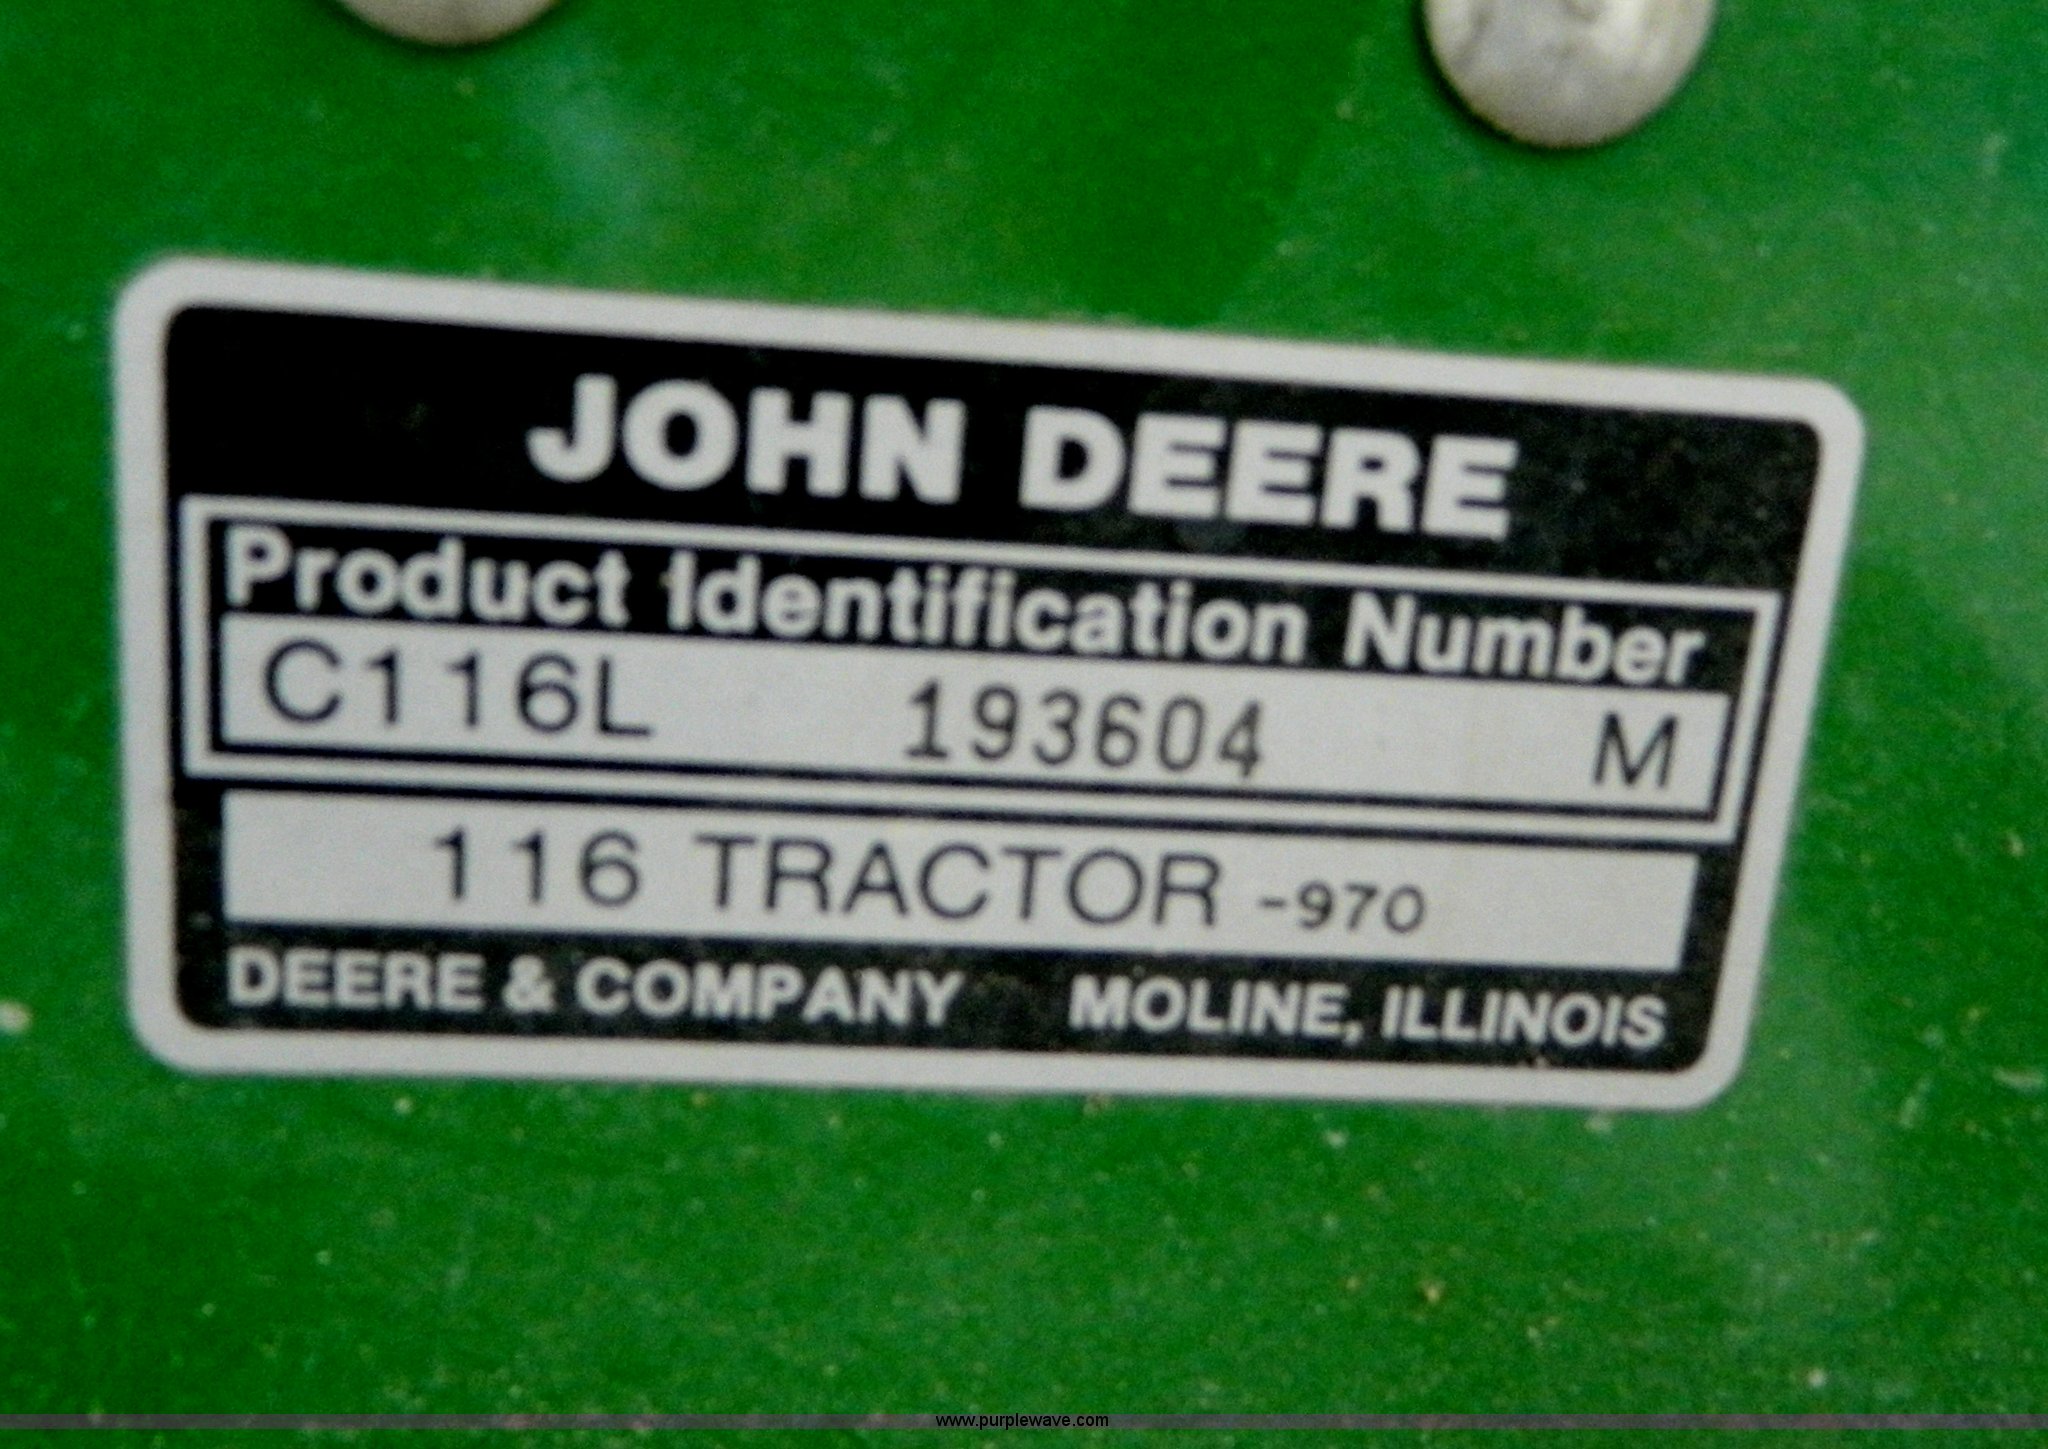 JOHN DEERE
Product Identification Number
C116L 193604 M
116 TRACTOR -970
DEERE & COMPANY MOLINE, ILLINOIS
www.purplewave.com